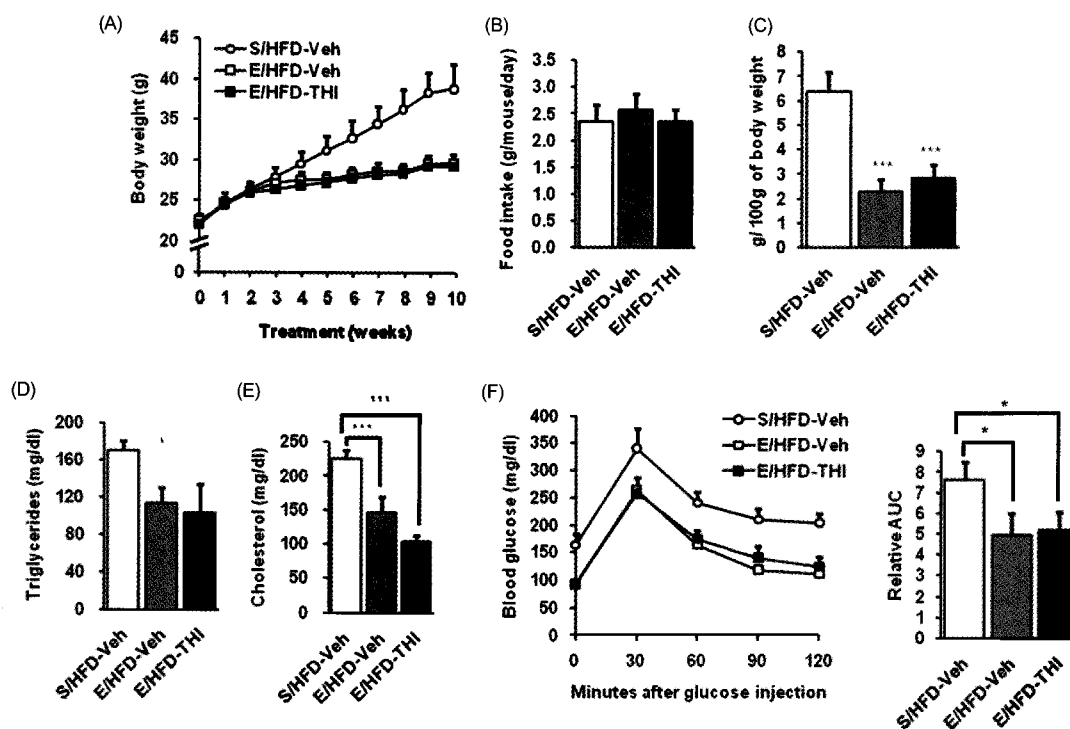 (A)
S/HFD-Veh
E/HFD-Veh
E/HFD-THI
Body weight (g)
40
35
30
25
20
0
0 1 2 3 4 5 6 7 8 9 10
Treatment (weeks)
(B)
Food intake (g/mouse/day)
3.5
3.0
2.5
2.0
1.5
1.0
0.5
0.0
S/HFD-Veh
E/HFD-Veh
E/HFD-THI
(C)
g/ 100g of body weight
8
7
6
5
4
3
2
1
0
***
***
S/HFD-Veh
E/HFD-Veh
E/HFD-THI
(D)
Triglycerides (mg/dl)
200
160
120
80
40
0
S/HFD-Veh
E/HFD-Veh
E/HFD-THI
(E)
Cholesterol (mg/dl)
250
200
150
100
50
0
***
***
S/HFD-Veh
E/HFD-Veh
E/HFD-THI
(F)
Blood glucose (mg/dl)
400
350
300
250
200
150
100
50
0
S/HFD-Veh
E/HFD-Veh
E/HFD-THI
0 30 60 90 120
Minutes after glucose injection
Relative AUC
9
8
7
6
5
4
3
2
1
0
*
*
S/HFD-Veh
E/HFD-Veh
E/HFD-THI